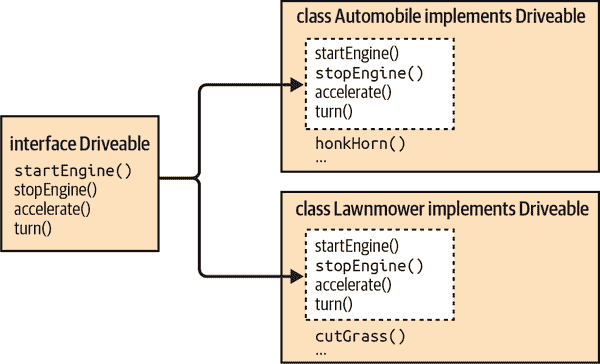 interface Driveable
startEngine()
stopEngine()
accelerate()
turn()
class Automobile implements Driveable
startEngine()
stopEngine()
accelerate()
turn()
honkHorn()
...
class Lawnmower implements Driveable
startEngine()
stopEngine()
accelerate()
turn()
cutGrass()
...